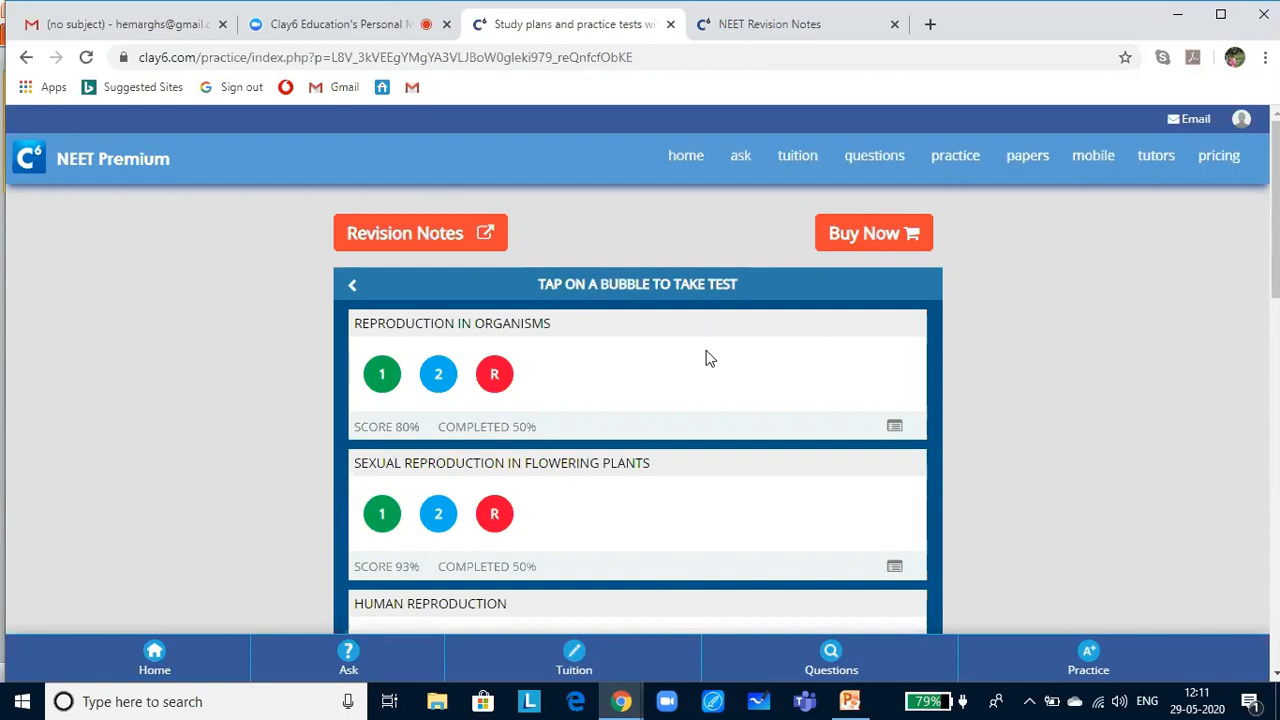 (no subject) - hemarghs@gmail.c
Clay6 Education's Personal M
Study plans and practice tests w
NEET Revision Notes
clay6.com/practice/index.php?p=L8V_3kVEEgYMgYA3VLJBoW0gleki979_reQnfcfObKE
Apps
Suggested Sites
Sign out
Gmail
Email
C6 NEET Premium
home ask tuition questions practice papers mobile tutors pricing
Revision Notes
Buy Now
TAP ON A BUBBLE TO TAKE TEST
REPRODUCTION IN ORGANISMS
1 2 R
SCORE 80% COMPLETED 50%
SEXUAL REPRODUCTION IN FLOWERING PLANTS
1 2 R
SCORE 93% COMPLETED 50%
HUMAN REPRODUCTION
Home Ask Tuition Questions Practice
Type here to search
79%
ENG
12:11
29-05-2020